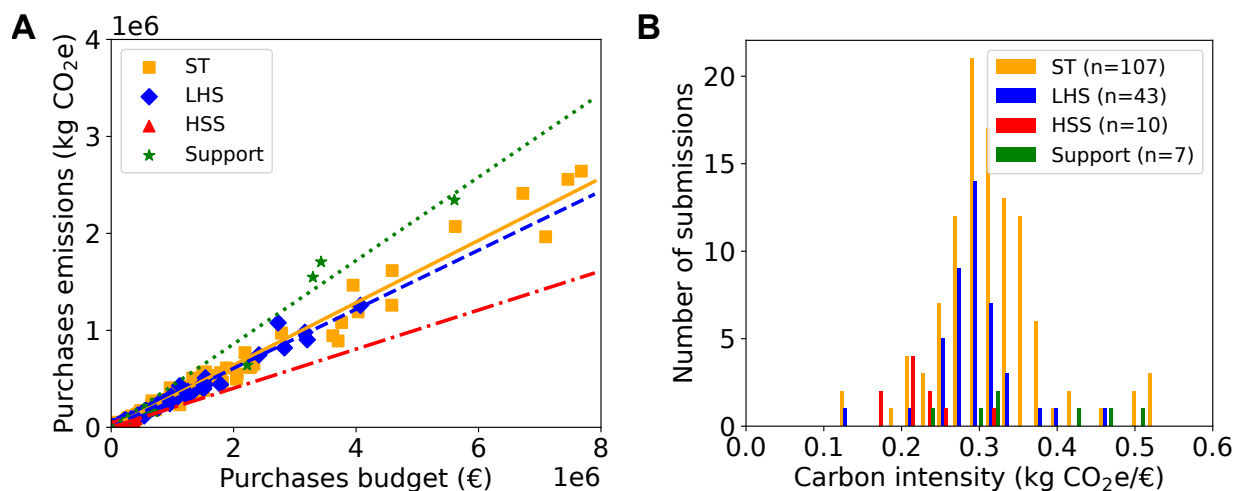 A
1e6
Purchases emissions (kg CO₂e)
4
3
2
1
0
ST
LHS
HSS
Support
0
2
4
6
8
Purchases budget (€)
1e6
B
Number of submissions
20
15
10
5
0
ST (n=107)
LHS (n=43)
HSS (n=10)
Support (n=7)
0.0
0.1
0.2
0.3
0.4
0.5
0.6
Carbon intensity (kg CO₂e/€)